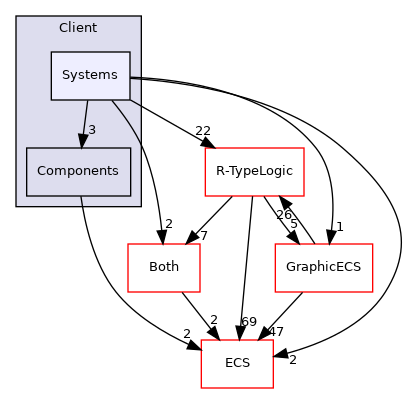 Client
Systems
3
22
Components
R-TypeLogic
2
26
5
1
7
Both
GraphicECS
2
69
47
2
2
ECS